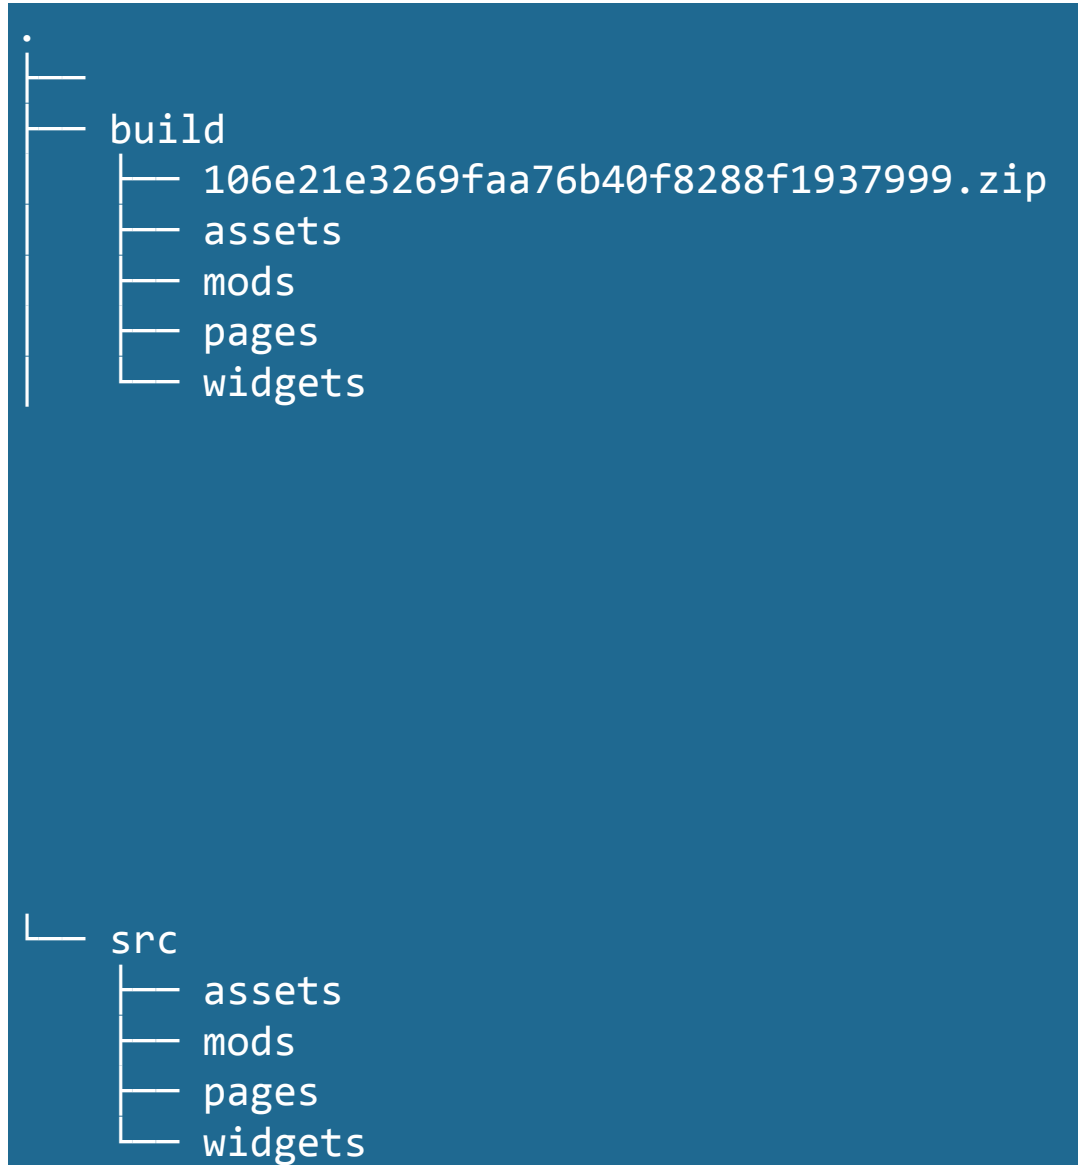 .
├──
├── build
│   ├── 106e21e3269faa76b40f8288f1937999.zip
│   ├── assets
│   ├── mods
│   ├── pages
│   └── widgets
└── src
    ├── assets
    ├── mods
    ├── pages
    └── widgets